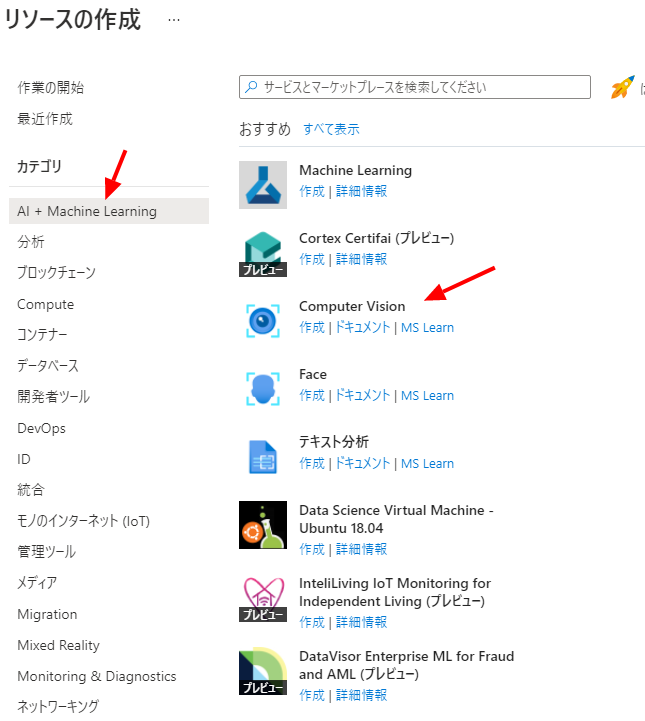 リソースの作成 ...
作業の開始
最近作成
カテゴリ
AI + Machine Learning
分析
ブロックチェーン
Compute
コンテナー
データベース
開発者ツール
DevOps
ID
統合
モノのインターネット (IoT)
管理ツール
メディア
Migration
Mixed Reality
Monitoring & Diagnostics
ネットワーキング
サービスとマーケットプレースを検索してください
おすすめ すべて表示
Machine Learning
作成 | 詳細情報
プレビュー
Cortex Certifai (プレビュー)
作成 | 詳細情報
Computer Vision
作成 | ドキュメント | MS Learn
Face
作成 | ドキュメント | MS Learn
テキスト分析
作成 | ドキュメント | MS Learn
Data Science Virtual Machine -
Ubuntu 18.04
作成 | 詳細情報
プレビュー
InteliLiving IoT Monitoring for
Independent Living (プレビュー)
作成 | 詳細情報
プレビュー
DataVisor Enterprise ML for Fraud
and AML (プレビュー)
作成 | 詳細情報